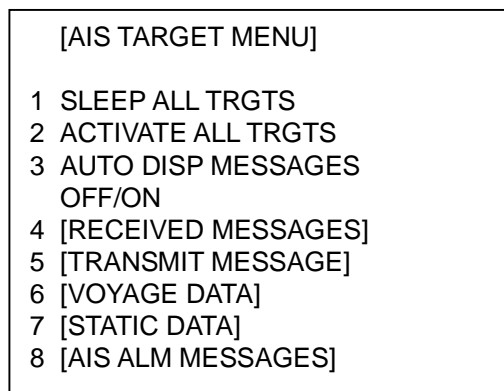 [AIS TARGET MENU]
1 SLEEP ALL TRGTS
2 ACTIVATE ALL TRGTS
3 AUTO DISP MESSAGES
OFF/ON
4 [RECEIVED MESSAGES]
5 [TRANSMIT MESSAGE]
6 [VOYAGE DATA]
7 [STATIC DATA]
8 [AIS ALM MESSAGES]